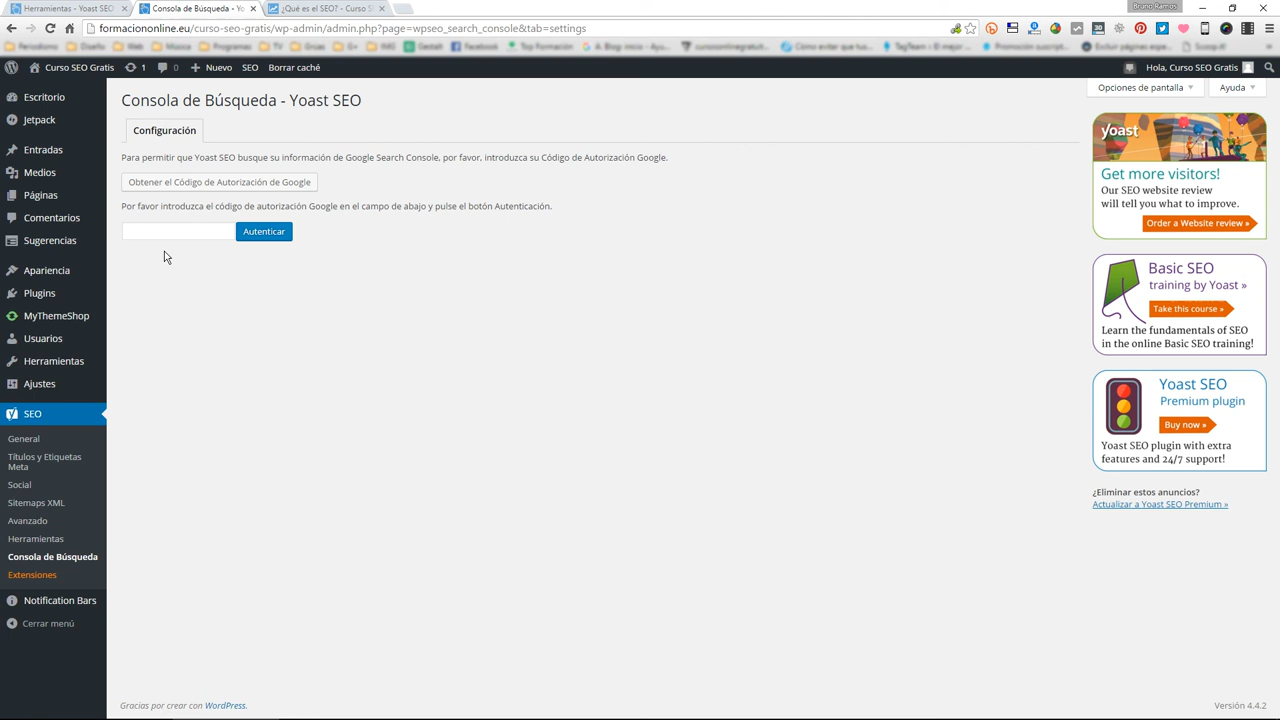 Bruno Ramos
Herramientas - Yoast SEO
Consola de Búsqueda - Yo
¿Qué es el SEO? - Curso S
formaciononline.eu/curso-seo-gratis/wp-admin/admin.php?page=wpseo_search_console&tab=settings
Curso SEO Gratis
1
0
Nuevo
SEO
Borrar caché
Hola, Curso SEO Gratis
Opciones de pantalla
Ayuda
Escritorio
Jetpack
Entradas
Medios
Páginas
Comentarios
Sugerencias
Apariencia
Plugins
MyThemeShop
Usuarios
Herramientas
Ajustes
SEO
General
Títulos y Etiquetas
Meta
Social
Sitemaps XML
Avanzado
Herramientas
Consola de Búsqueda
Extensiones
Notification Bars
Cerrar menú
Consola de Búsqueda - Yoast SEO
Configuración
Para permitir que Yoast SEO busque su información de Google Search Console, por favor, introduzca su Código de Autorización Google.
Obtener el Código de Autorización de Google
Por favor introduzca el código de autorización Google en el campo de abajo y pulse el botón Autenticación.
Autenticar
yoast
Get more visitors!
Our SEO website review
will tell you what to improve.
Order a Website review »
Basic SEO
training by Yoast »
Take this course »
Learn the fundamentals of SEO
in the online Basic SEO training!
Yoast SEO
Premium plugin
Buy now »
Yoast SEO plugin with extra
features and 24/7 support!
¿Eliminar estos anuncios?
Actualizar a Yoast SEO Premium »
Gracias por crear con WordPress.
Versión 4.4.2